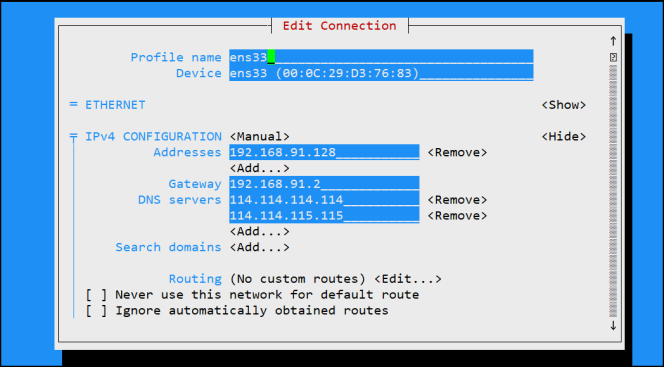 Edit Connection
Profile name ens33
Device ens33 (00:0C:29:D3:76:83)
= ETHERNET <Show>
IPv4 CONFIGURATION <Manual> <Hide>
Addresses 192.168.91.128 <Remove>
<Add...>
Gateway 192.168.91.2
DNS servers 114.114.114.114 <Remove>
114.114.115.115 <Remove>
<Add...>
Search domains <Add...>
Routing (No custom routes) <Edit...>
[ ] Never use this network for default route
[ ] Ignore automatically obtained routes